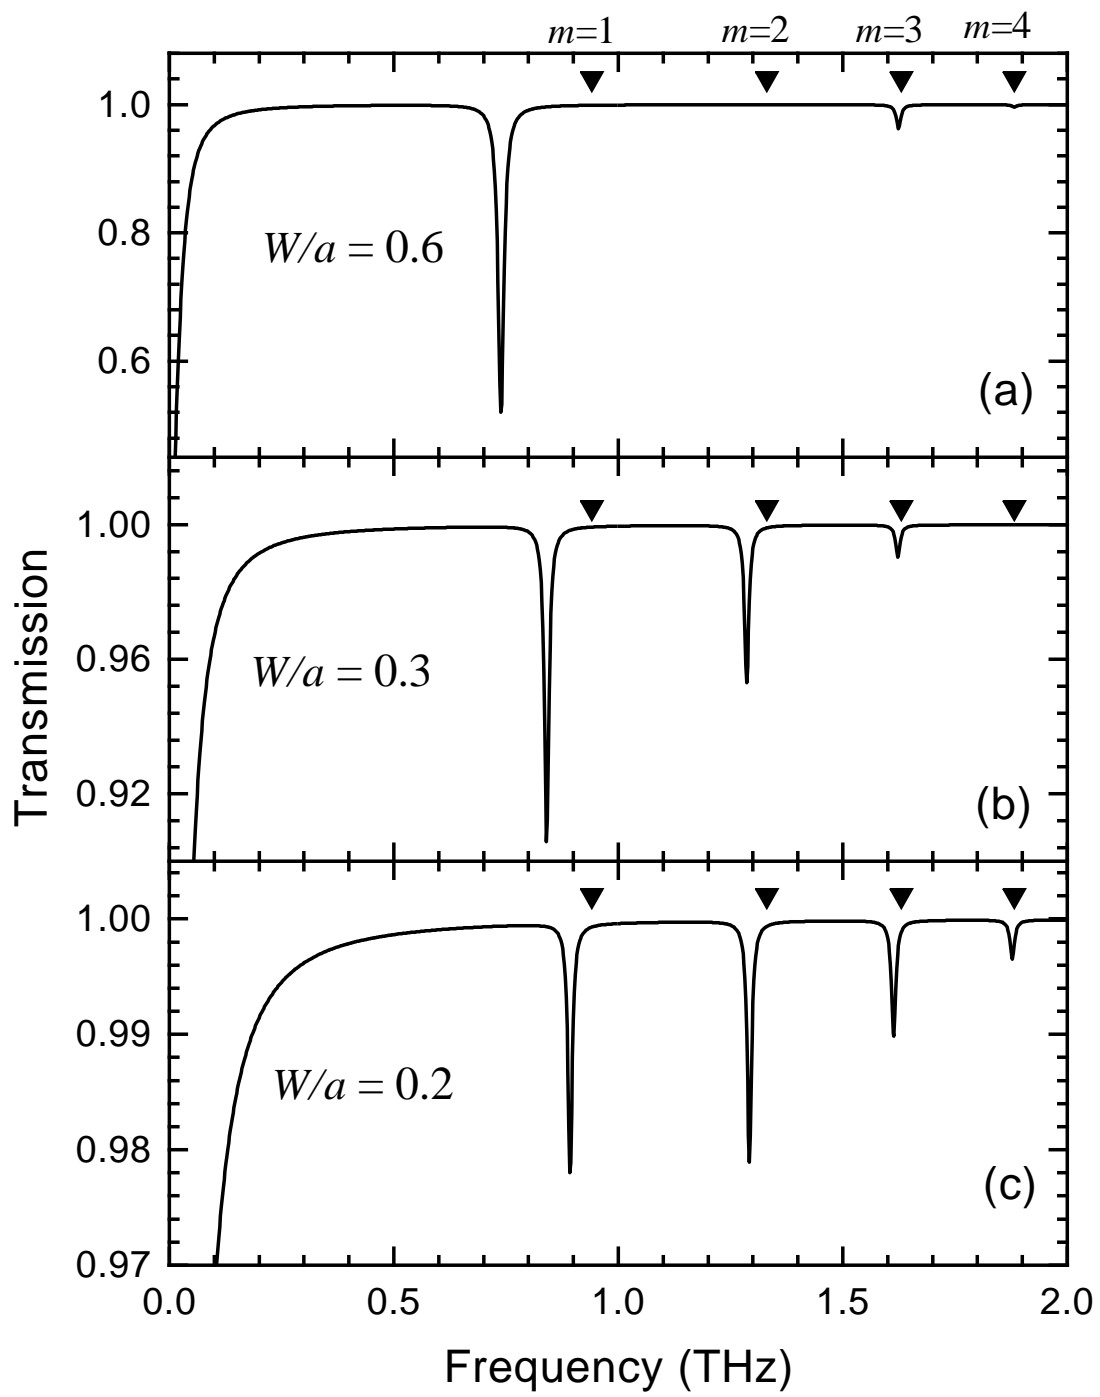 m=1 m=2 m=3 m=4
1.0
0.8
W/a = 0.6
0.6
(a)
1.00
0.96
W/a = 0.3
0.92
(b)
1.00
0.99
W/a = 0.2
0.98
(c)
0.97
0.0 0.5 1.0 1.5 2.0
Transmission
Frequency (THz)